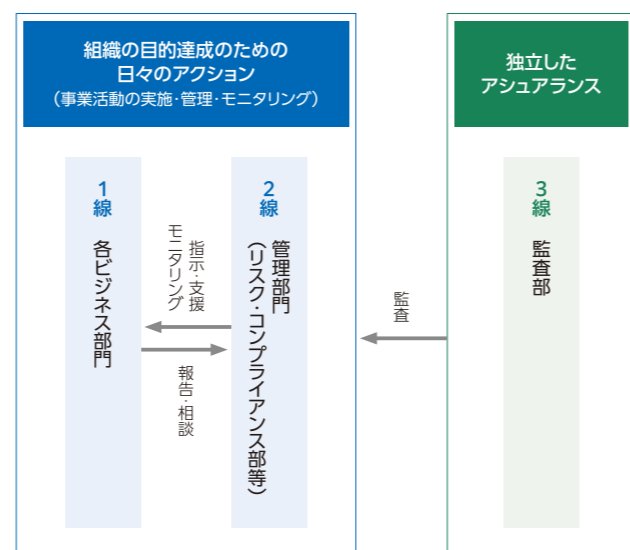 組織の目的達成のための
日々のアクション
（事業活動の実施・管理・モニタリング）
独立した
アシュアランス
1線 各ビジネス部門
指示・支援
モニタリング
報告・相談
2線 管理部門
（リスク・コンプライアンス部等）
監査
3線 監査部